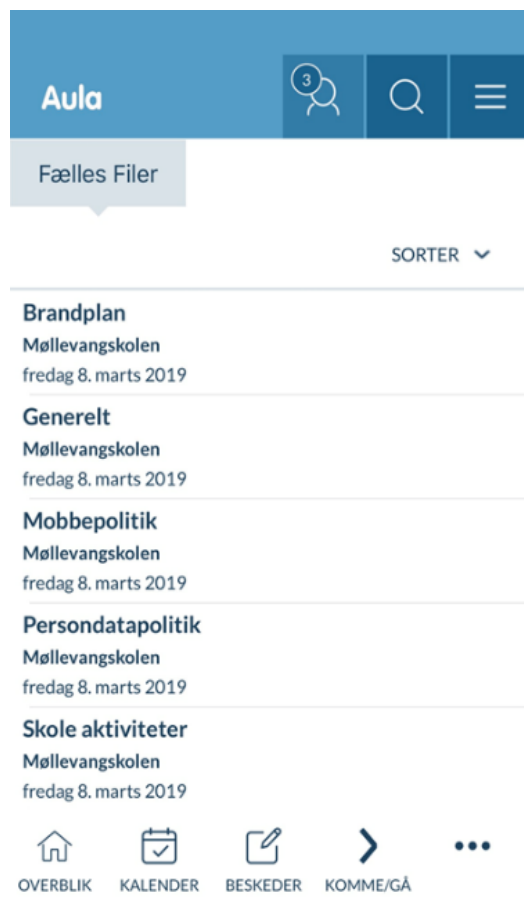 Aula
3
Fælles Filer
SORTER
Brandplan
Møllevangskolen
fredag 8. marts 2019
Generelt
Møllevangskolen
fredag 8. marts 2019
Mobbepolitik
Møllevangskolen
fredag 8. marts 2019
Persondatapolitik
Møllevangskolen
fredag 8. marts 2019
Skole aktiviteter
Møllevangskolen
fredag 8. marts 2019
OVERBLIK KALENDER BESKEDER KOMME/GÅ